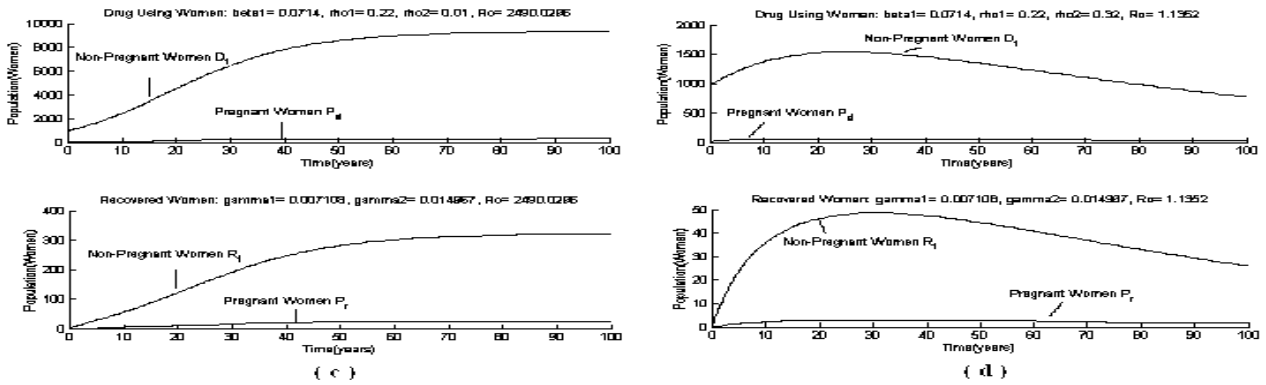 Drug Using Women: beta1= 0.0714, rho1= 0.22, rho2= 0.01, Ro= 2490.0286
Population(Women)
10000
8000
6000
4000
2000
0
Non-Pregnant Women D_f
Pregnant Women P_d
0 10 20 30 40 50 60 70 80 90 100
Time(years)
Recovered Women: gamma1= 0.007108, gamma2= 0.014967, Ro= 2490.0286
Population(Women)
400
300
200
100
0
Non-Pregnant Women R_f
Pregnant Women P_r
0 10 20 30 40 50 60 70 80 90 100
Time(years)
( c )
Drug Using Women: beta1= 0.0714, rho1= 0.22, rho2= 0.32, Ro= 1.1352
Population(Women)
2000
1500
1000
500
0
Non-Pregnant Women D_f
Pregnant Women P_d
0 10 20 30 40 50 60 70 80 90 100
Time(years)
Recovered Women: gamma1= 0.007108, gamma2= 0.014967, Ro= 1.1352
Population(Women)
50
40
30
20
10
0
Non-Pregnant Women R_f
Pregnant Women P_r
0 10 20 30 40 50 60 70 80 90 100
Time(years)
( d )